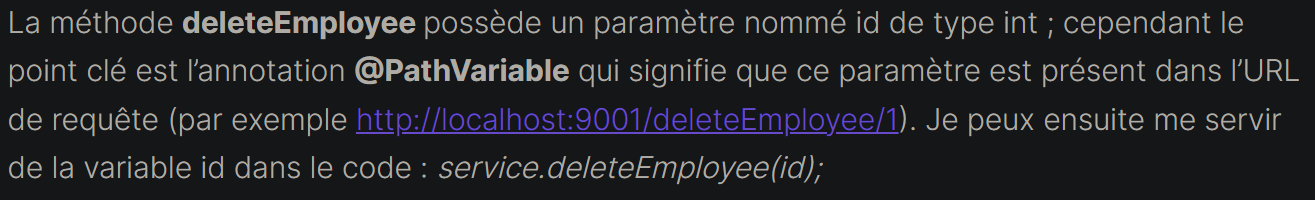 La méthode deleteEmployee possède un paramètre nommé id de type int ; cependant le
point clé est l’annotation @PathVariable qui signifie que ce paramètre est présent dans l’URL
de requête (par exemple http://localhost:9001/deleteEmployee/1). Je peux ensuite me servir
de la variable id dans le code : service.deleteEmployee(id);